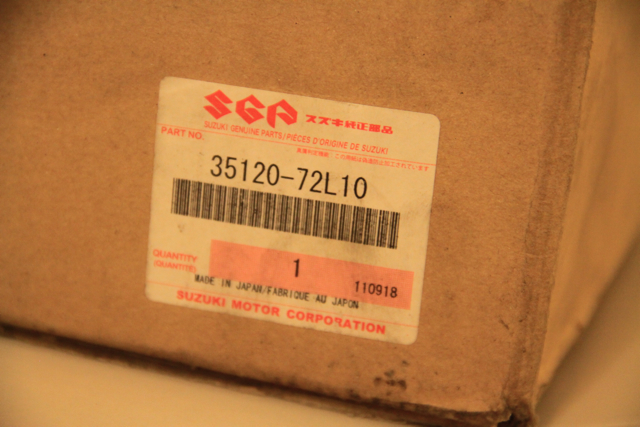 SGP スズキ純正部品
SUZUKI GENUINE PARTS/PIÈCES D'ORIGINE DE SUZUKI
PART NO.
35120-72L10
QUANTITY
(QUANTITÉ)
1
110918
MADE IN JAPAN/FABRIQUE AU JAPON
SUZUKI MOTOR CORPORATION